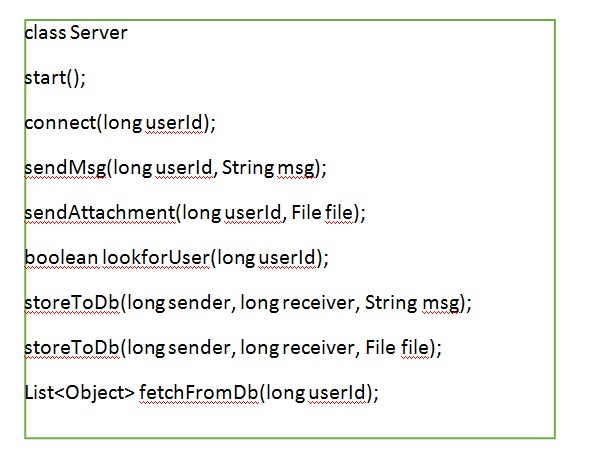 class Server
start();
connect(long userId);
sendMsg(long userId, String msg);
sendAttachment(long userId, File file);
boolean lookforUser(long userId);
storeToDb(long sender, long receiver, String msg);
storeToDb(long sender, long receiver, File file);
List<Object> fetchFromDb(long userId);